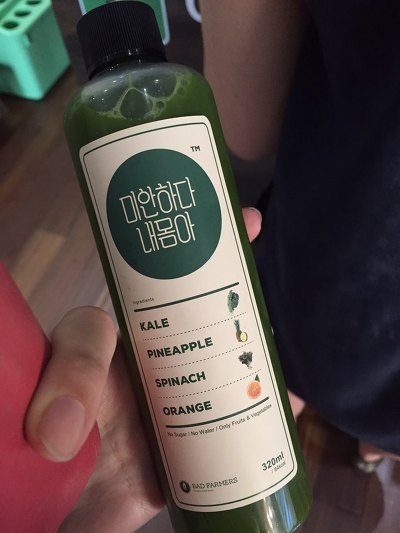 TM
미안하다
내몸아
Ingredients
KALE
PINEAPPLE
SPINACH
ORANGE
No Sugar / No Water / Only Fruits & Vegetables
320ml
BAD FARMERS